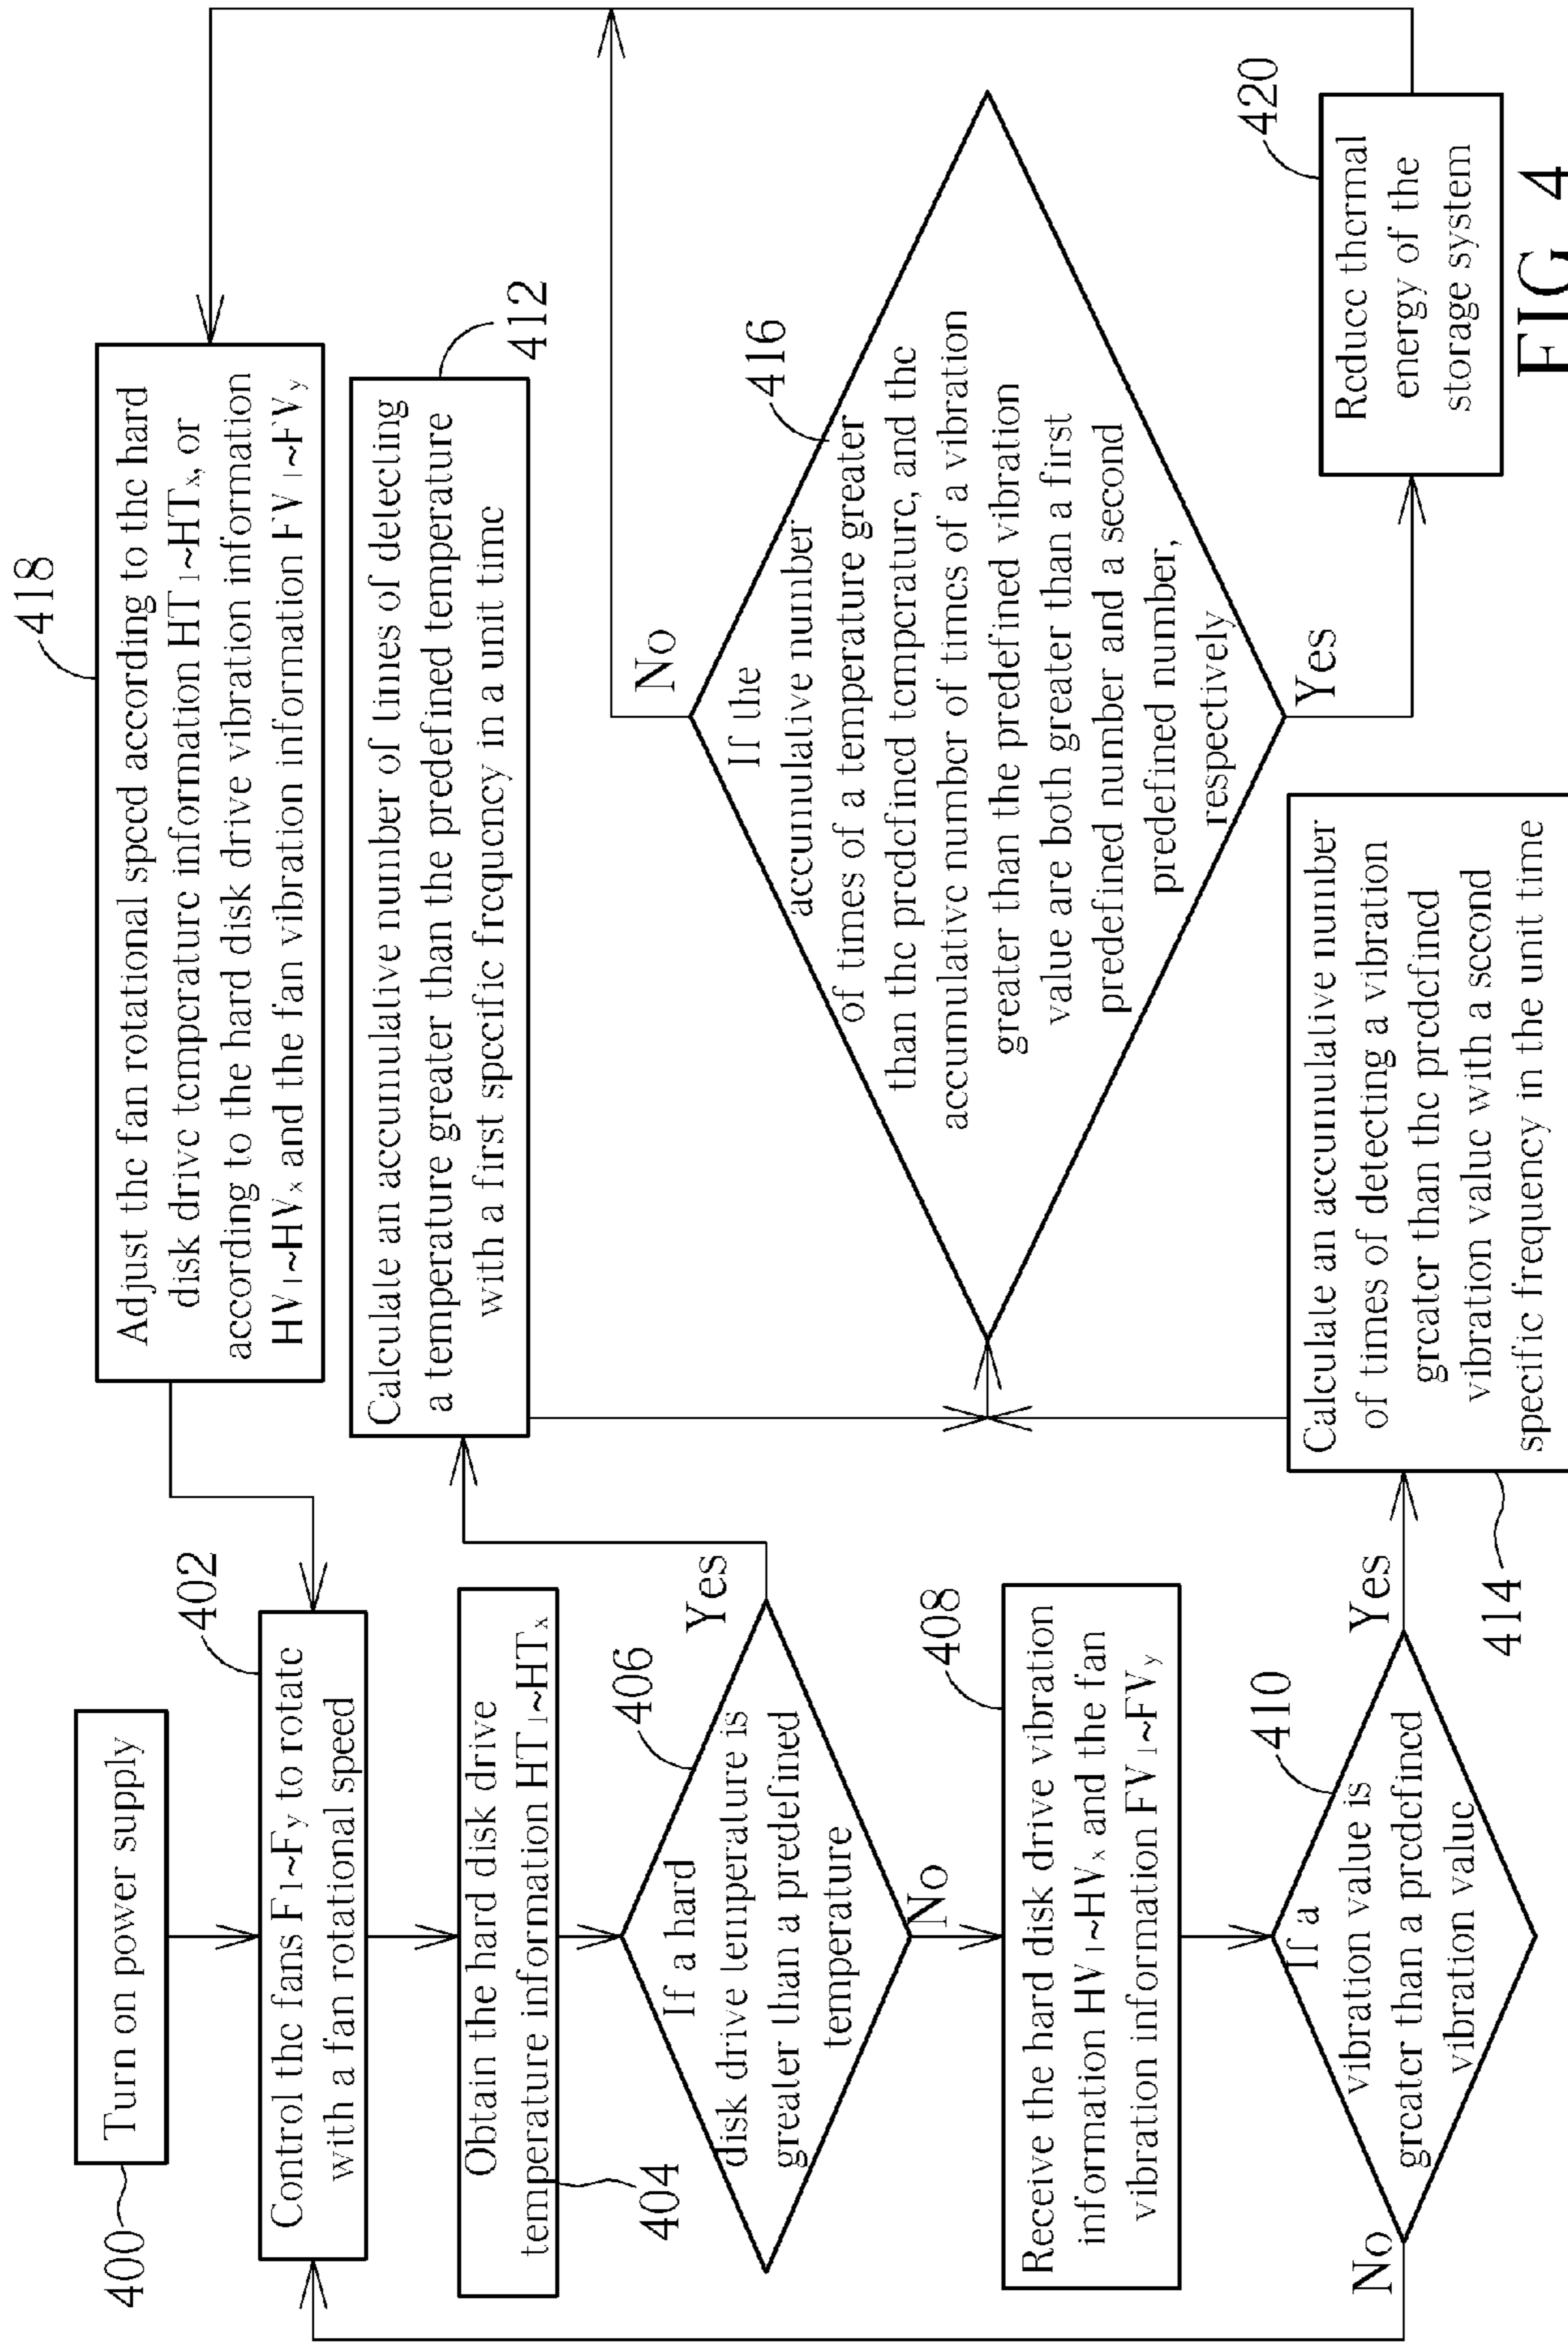 400
Turn on power supply
402
Control the fans F1~Fy to rotate
with a fan rotational speed
Obtain the hard disk drive
temperature information HT1~HTx
404
406
If a hard
disk drive temperature is
greater than a predefined
temperature
Yes
No
408
Receive the hard disk drive vibration
information HV1~HVx and the fan
vibration information FV1~FVy
410
If a
vibration value is
greater than a predefined
vibration value
No
Yes
418
Adjust the fan rotational speed according to the hard
disk drive temperature information HT1~HTx, or
according to the hard disk drive vibration information
HV1~HVx and the fan vibration information FV1~FVy
412
Calculate an accumulative number of times of detecting
a temperature greater than the predefined temperature
with a first specific frequency in a unit time
414
Calculate an accumulative number
of times of detecting a vibration
greater than the predefined
vibration value with a second
specific frequency in the unit time
No
416
If the
accumulative number
of times of a temperature greater
than the predefined temperature, and the
accumulative number of times of a vibration
greater than the predefined vibration
value are both greater than a first
predefined number and a second
predefined number,
respectively
Yes
420
Reduce thermal
energy of the
storage system
FIG. 4